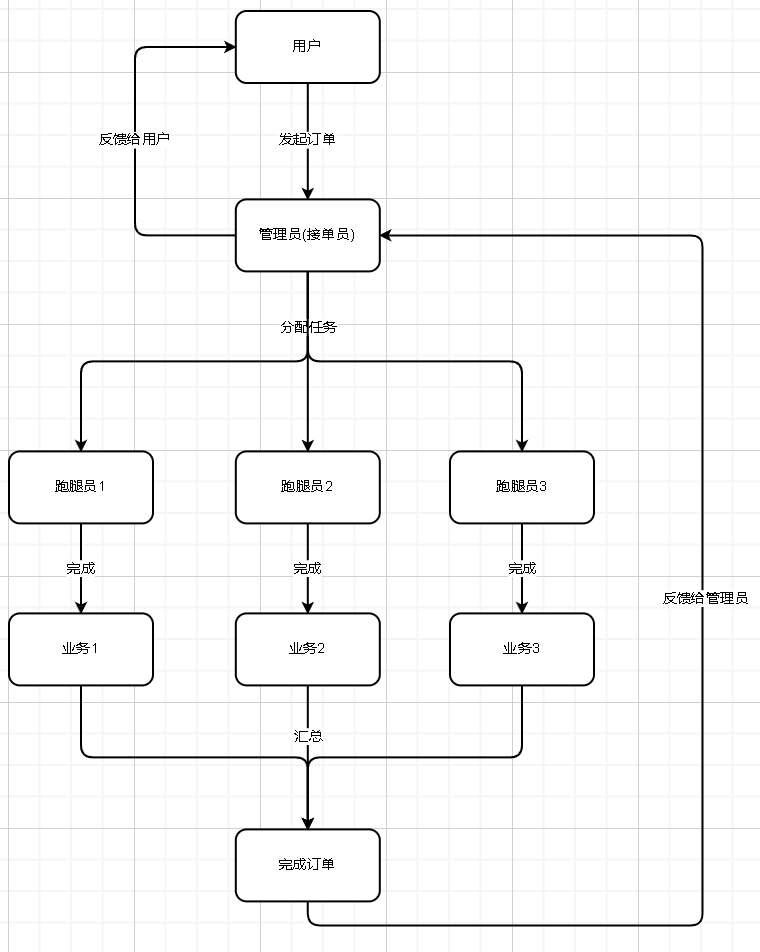 用户
反馈给用户
发起订单
管理员(接单员)
分配任务
跑腿员1
跑腿员2
跑腿员3
完成
完成
完成
反馈给管理员
业务1
业务2
业务3
汇总
完成订单